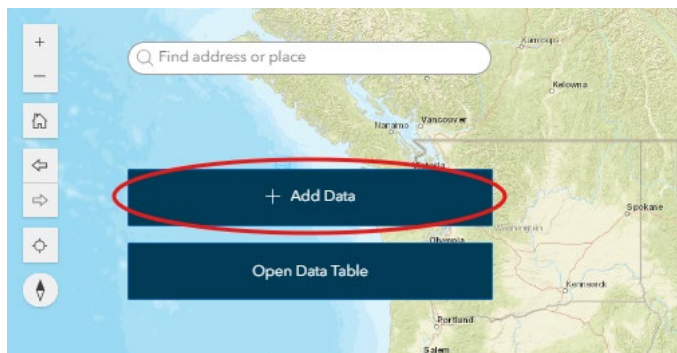 +
Find address or place
Kamloops
−
Kelowna
Vancouver
Nanaimo
Victoria
+ Add Data
Spokane
Washington
Olympia
Open Data Table
Kennewick
Portland
Salem